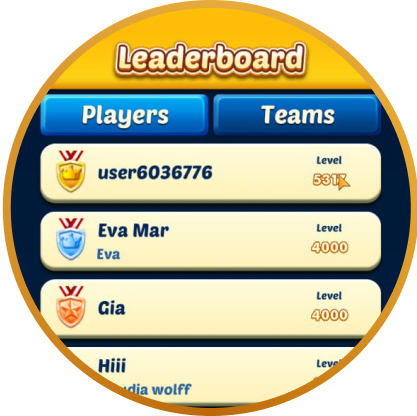 Leaderboard
Players
Teams
user6036776
Level
Eva Mar
Eva
Level
4000
Gia
Level
4000
Hiii
wolff